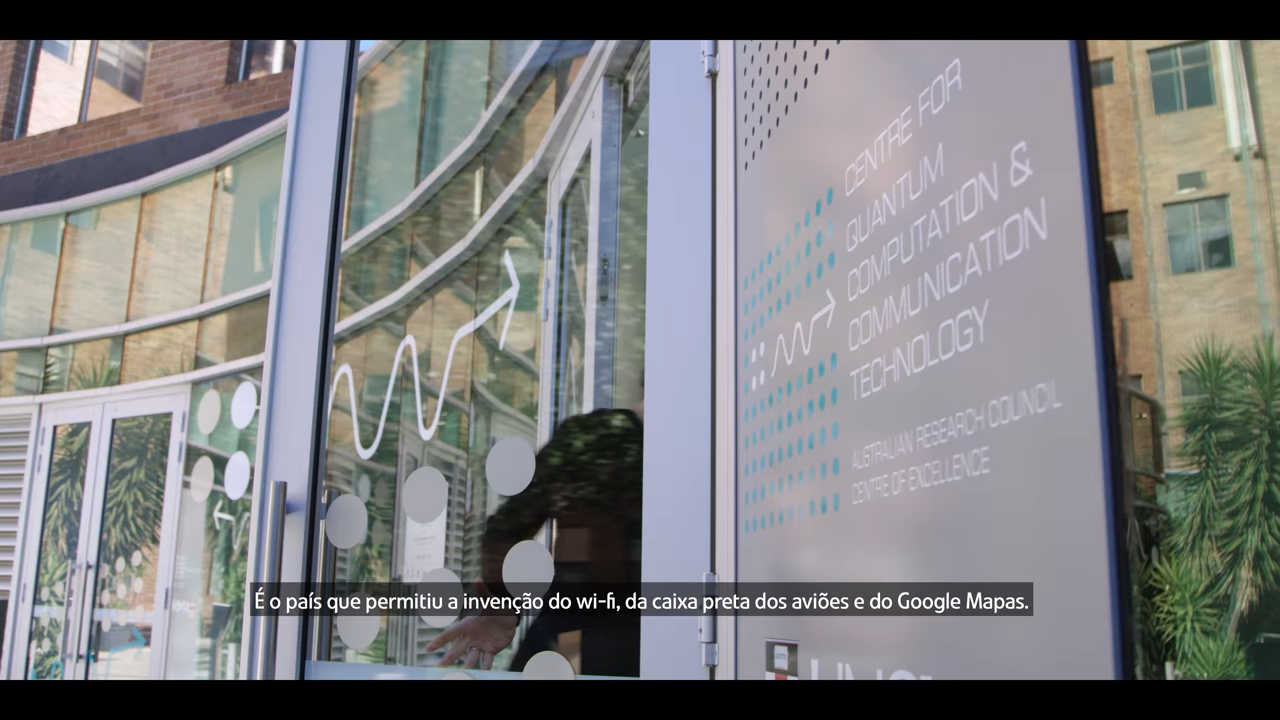 CENTRE FOR
QUANTUM
COMPUTATION &
COMMUNICATION
TECHNOLOGY
AUSTRALIAN RESEARCH COUNCIL
CENTRE OF EXCELLENCE
É o país que permitiu a invenção do wi-fi, da caixa preta dos aviões e do Google Mapas.